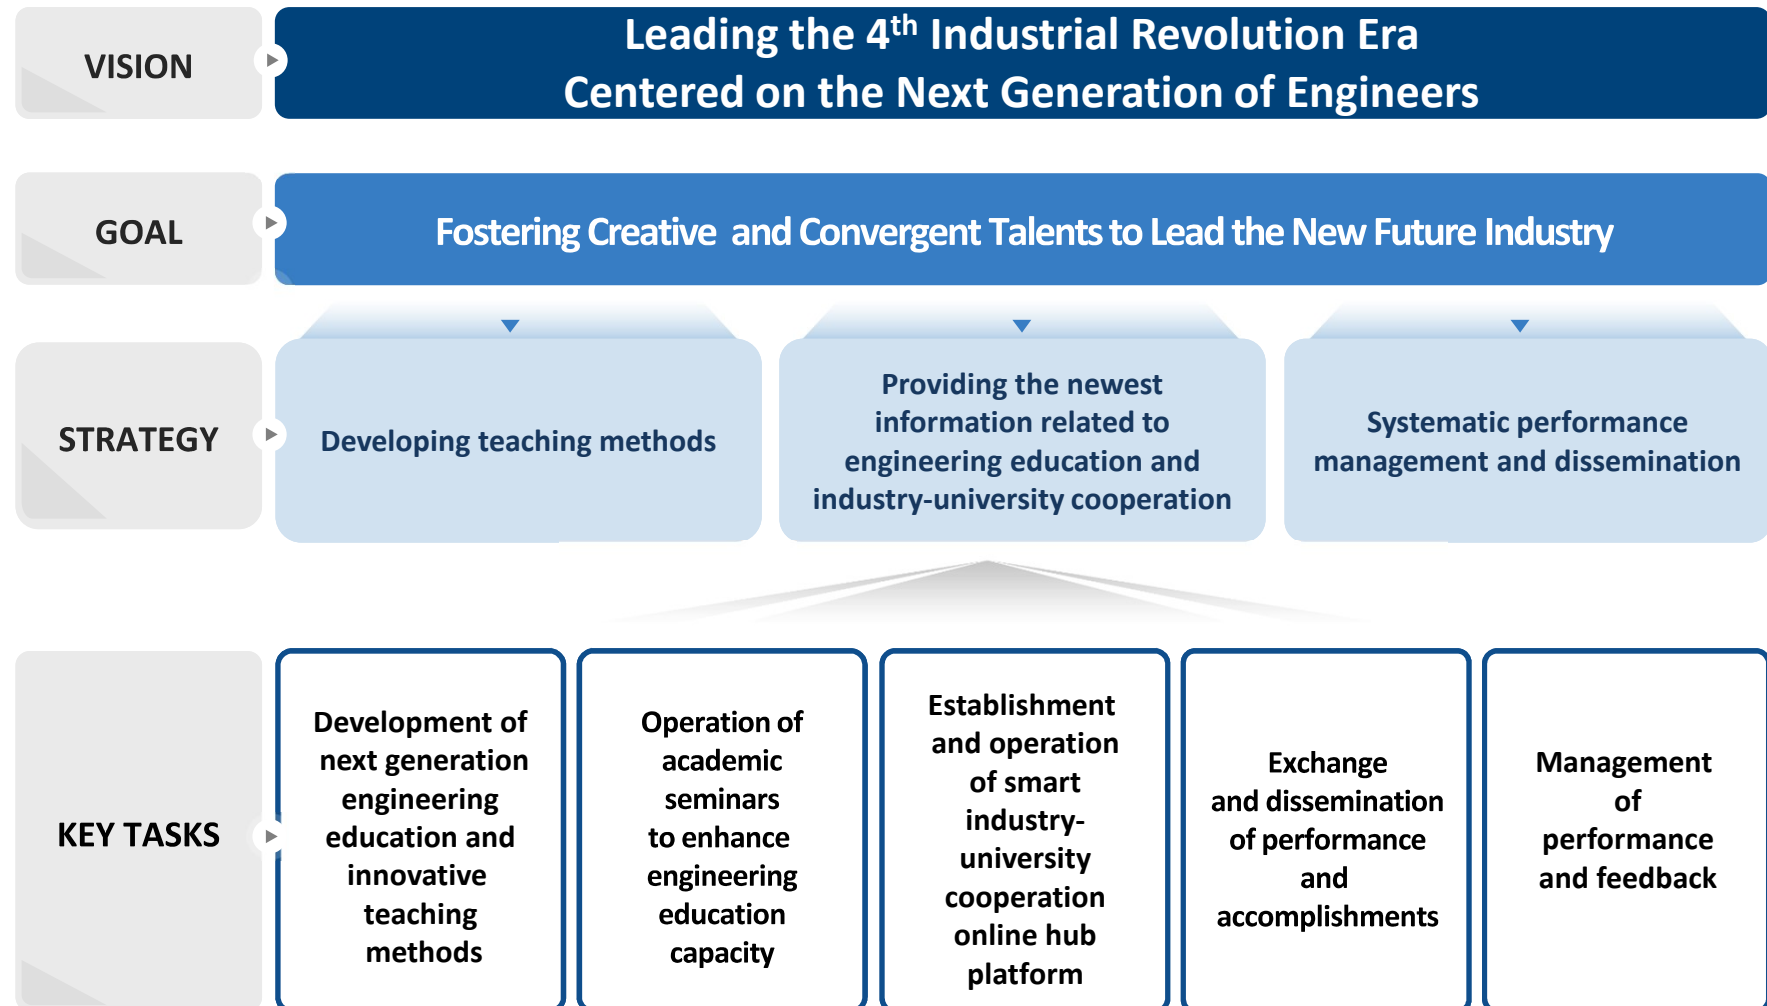 VISION
Leading the 4th Industrial Revolution Era
Centered on the Next Generation of Engineers
GOAL
Fostering Creative and Convergent Talents to Lead the New Future Industry
STRATEGY
Developing teaching methods
Providing the newest
information related to
engineering education and
industry-university cooperation
Systematic performance
management and dissemination
KEY TASKS
Development of
next generation
engineering
education and
innovative
teaching
methods
Operation of
academic
seminars
to enhance
engineering
education
capacity
Establishment
and operation
of smart
industry-
university
cooperation
online hub
platform
Exchange
and dissemination
of performance
and
accomplishments
Management
of
performance
and feedback